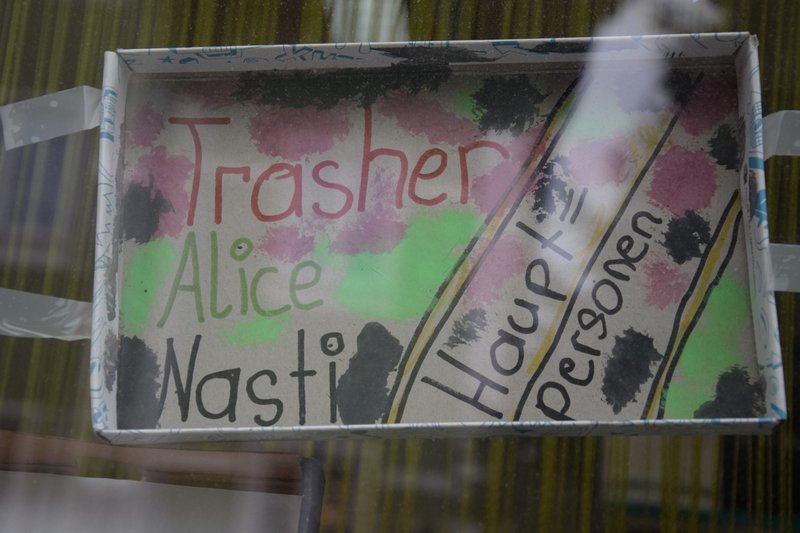 Trasher
Alice
Nasti
Haupt=
personen